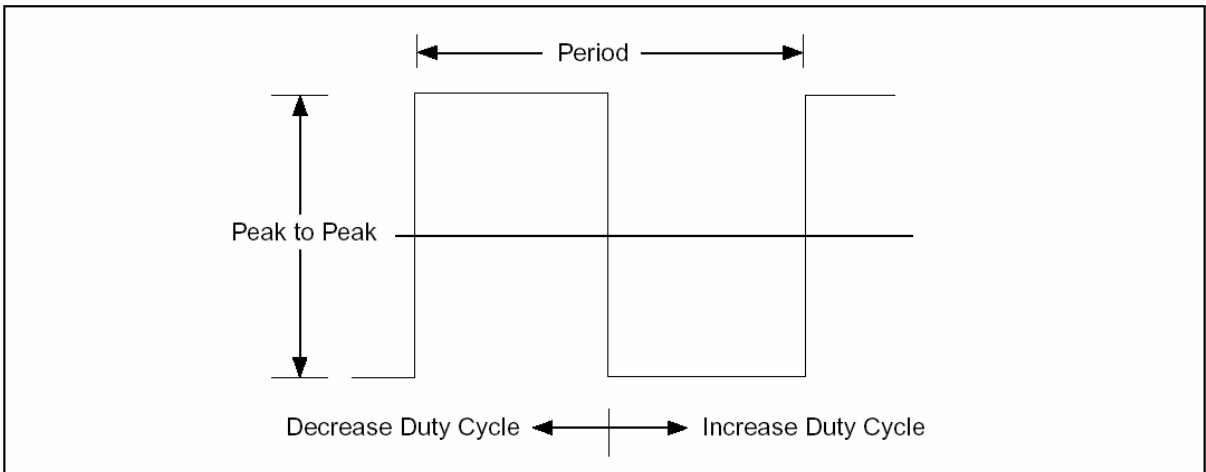 Period
Peak to Peak
Decrease Duty Cycle
Increase Duty Cycle